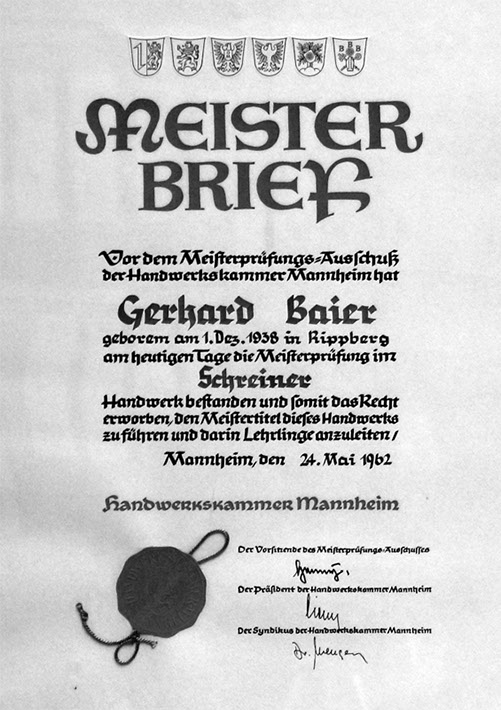 MEISTER
BRIEF
Vor dem Meisterprüfungs-Ausschuß
der Handwerkskammer Mannheim hat
Gerhard Baier
geboren am 1. Dez. 1938 in Rippberg
am heutigen Tage die Meisterprüfung im
Schreiner
Handwerk bestanden und somit das Recht
erworben, den Meistertitel dieses Handwerks
zu führen und darin Lehrlinge anzuleiten/
Mannheim, den 24. Mai 1962
Handwerkskammer Mannheim
Der Vorsitzende des Meisterprüfungs-Ausschusses
Der Präsident der Handwerkskammer Mannheim
Der Syndikus der Handwerkskammer Mannheim